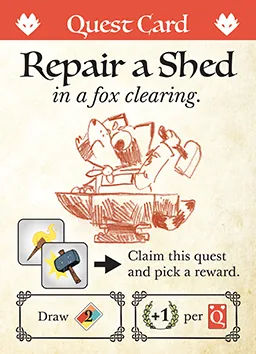 Quest Card
Repair a Shed
in a fox clearing.
Claim this quest
and pick a reward.
Draw 2
+1 per Q